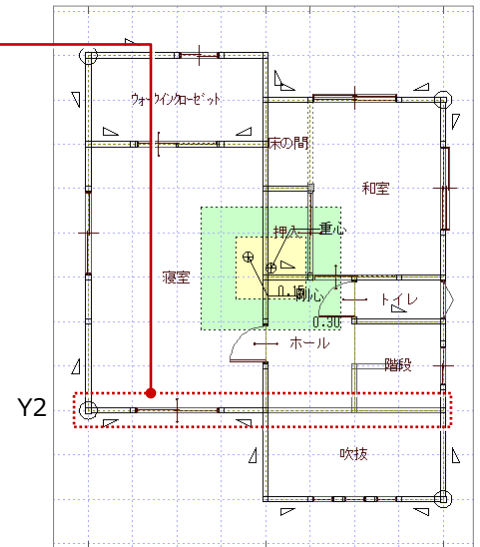 ウォークインクローゼット
床の間
和室
押入
重心
寝室
0.15
剛心
トイレ
0.30
ホール
階段
Y2
吹抜